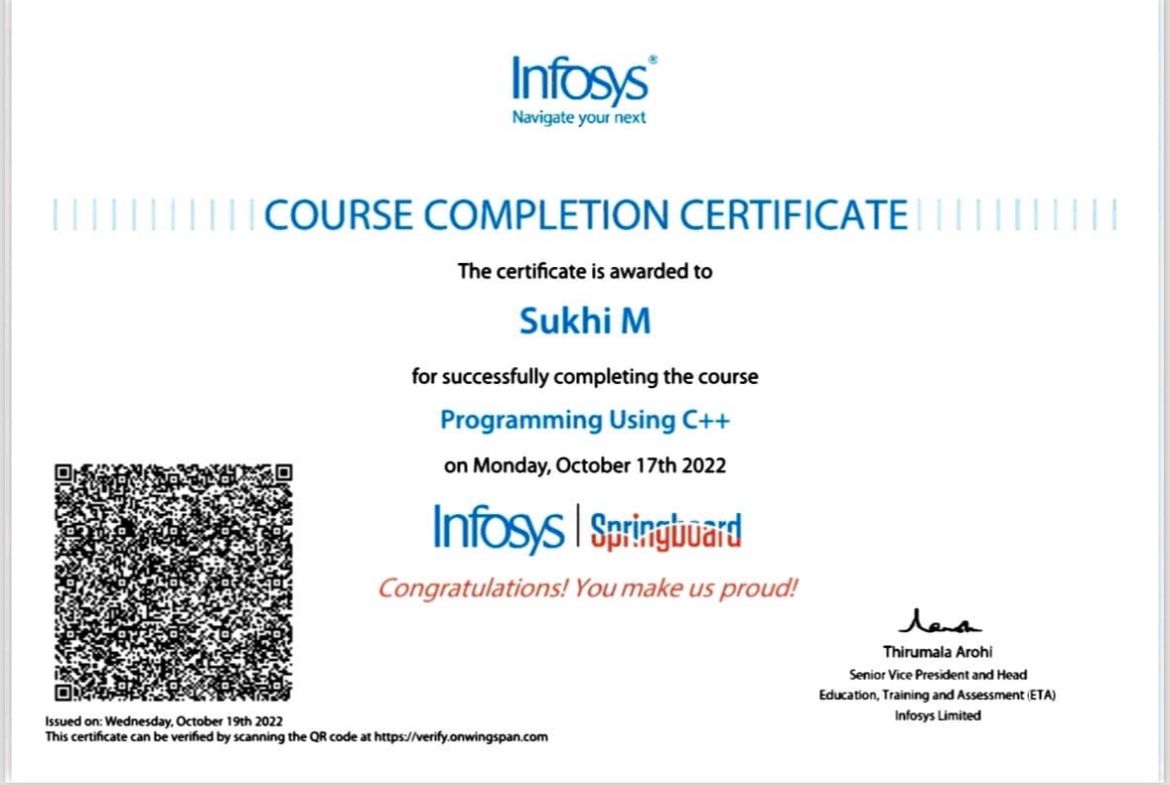 Infosys®
Navigate your next
COURSE COMPLETION CERTIFICATE
The certificate is awarded to
Sukhi M
for successfully completing the course
Programming Using C++
on Monday, October 17th 2022
Infosys | Springboard
Congratulations! You make us proud!
Thirumala Arohi
Senior Vice President and Head
Education, Training and Assessment (ETA)
Infosys Limited
Issued on: Wednesday, October 19th 2022
This certificate can be verified by scanning the QR code at https://verify.onwingspan.com